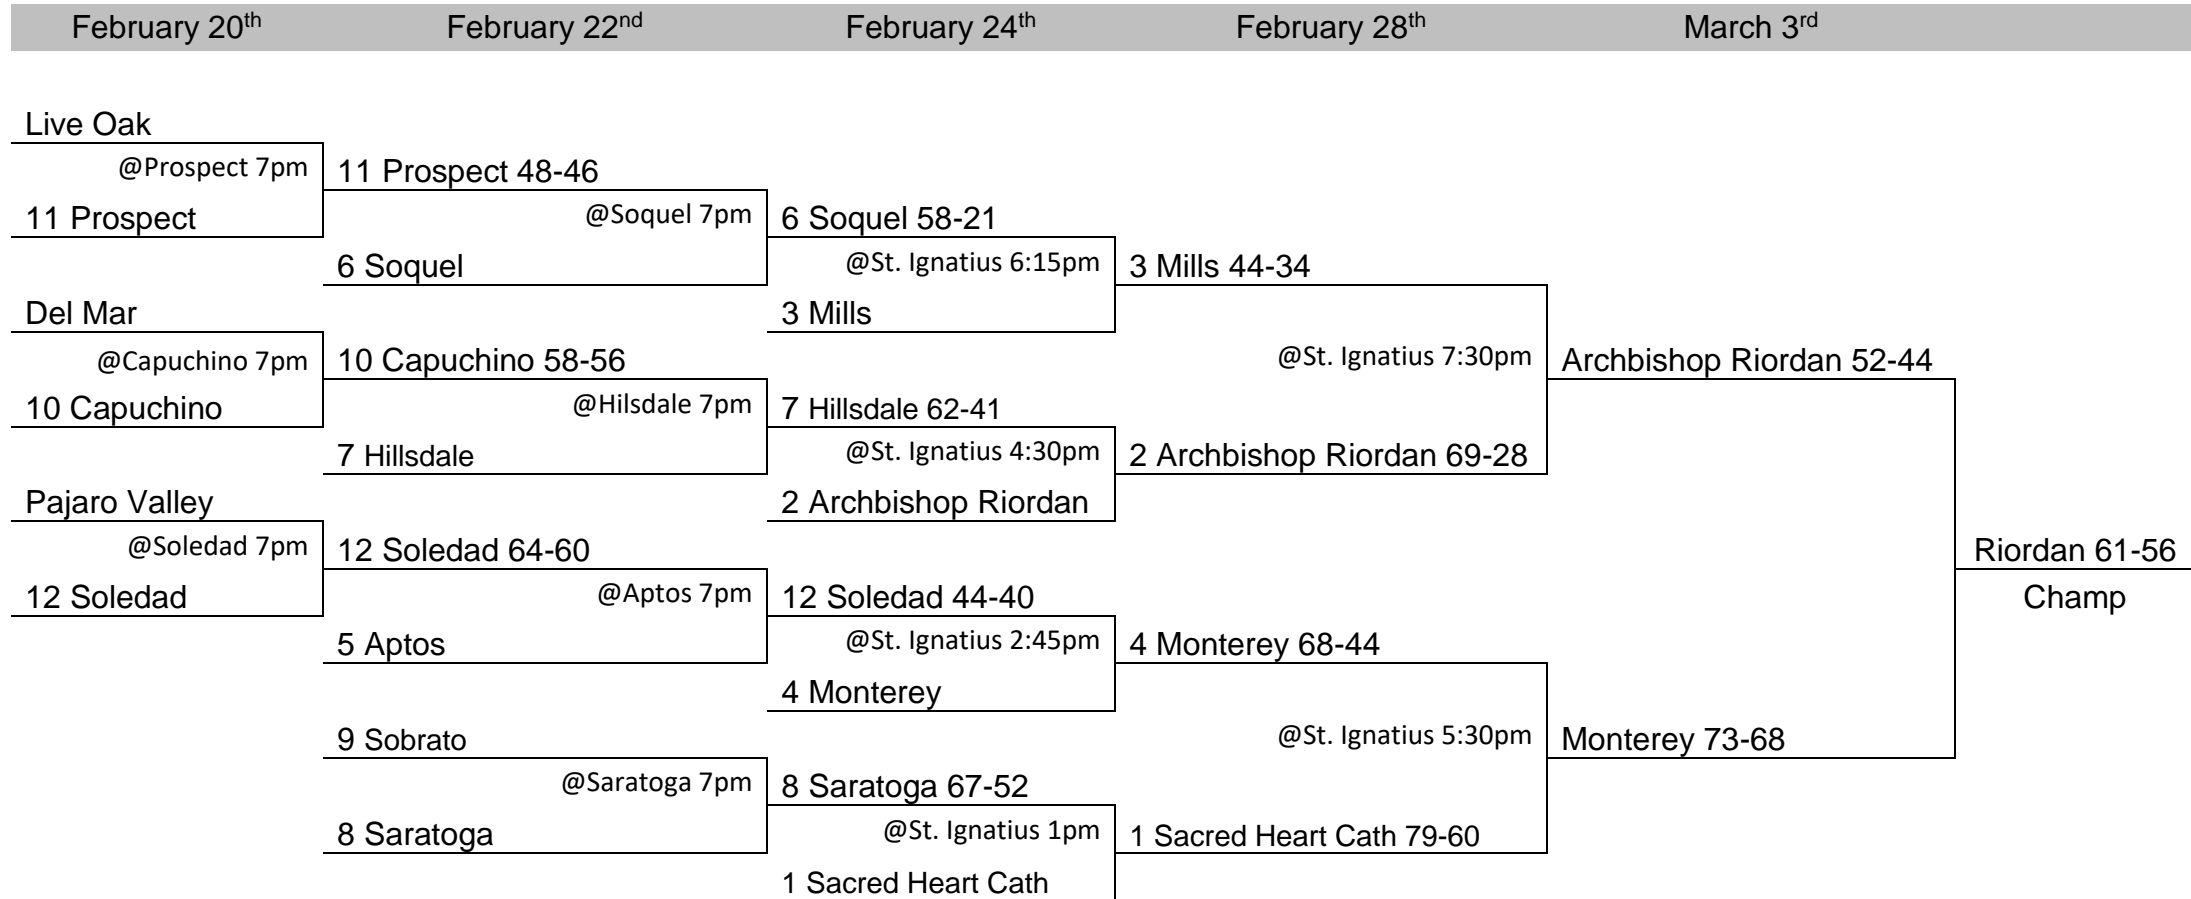 February 20th February 22nd February 24th February 28th March 3rd
Live Oak
@Prospect 7pm
11 Prospect 48-46
11 Prospect
@Soquel 7pm
6 Soquel 58-21
6 Soquel
@St. Ignatius 6:15pm
3 Mills 44-34
Del Mar
3 Mills
@Capuchino 7pm
10 Capuchino 58-56
@St. Ignatius 7:30pm
Archbishop Riordan 52-44
10 Capuchino
@Hilsdale 7pm
7 Hillsdale 62-41
7 Hillsdale
@St. Ignatius 4:30pm
2 Archbishop Riordan 69-28
Pajaro Valley
2 Archbishop Riordan
@Soledad 7pm
12 Soledad 64-60
Riordan 61-56
12 Soledad
@Aptos 7pm
12 Soledad 44-40
Champ
5 Aptos
@St. Ignatius 2:45pm
4 Monterey 68-44
4 Monterey
9 Sobrato
@St. Ignatius 5:30pm
Monterey 73-68
@Saratoga 7pm
8 Saratoga 67-52
8 Saratoga
@St. Ignatius 1pm
1 Sacred Heart Cath 79-60
1 Sacred Heart Cath